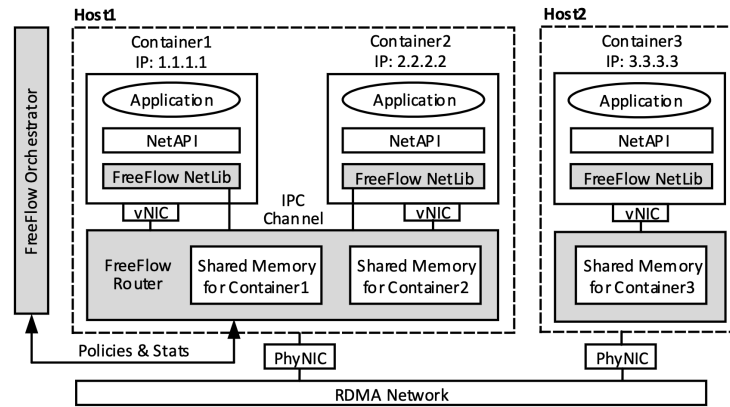 Host1
Host2
Container1
IP: 1.1.1.1
Container2
IP: 2.2.2.2
Container3
IP: 3.3.3.3
Application
Application
Application
NetAPI
NetAPI
NetAPI
FreeFlow NetLib
FreeFlow NetLib
FreeFlow NetLib
FreeFlow Orchestrator
vNIC
IPC
Channel
vNIC
vNIC
FreeFlow
Router
Shared Memory
for Container1
Shared Memory
for Container2
Shared Memory
for Container3
Policies & Stats
PhyNIC
PhyNIC
RDMA Network